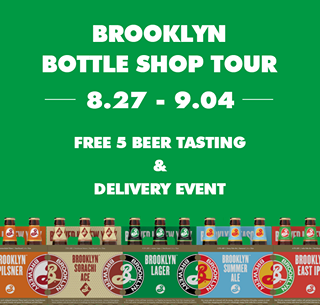 BROOKLYN
BOTTLE SHOP TOUR
8.27 - 9.04
FREE 5 BEER TASTING
&
DELIVERY EVENT
BROOKLYN
PILSNER
BROOKLYN
SORACHI
ACE
BROOKLYN
LAGER
BROOKLYN
SUMMER
ALE
BROOKLYN
EAST IP